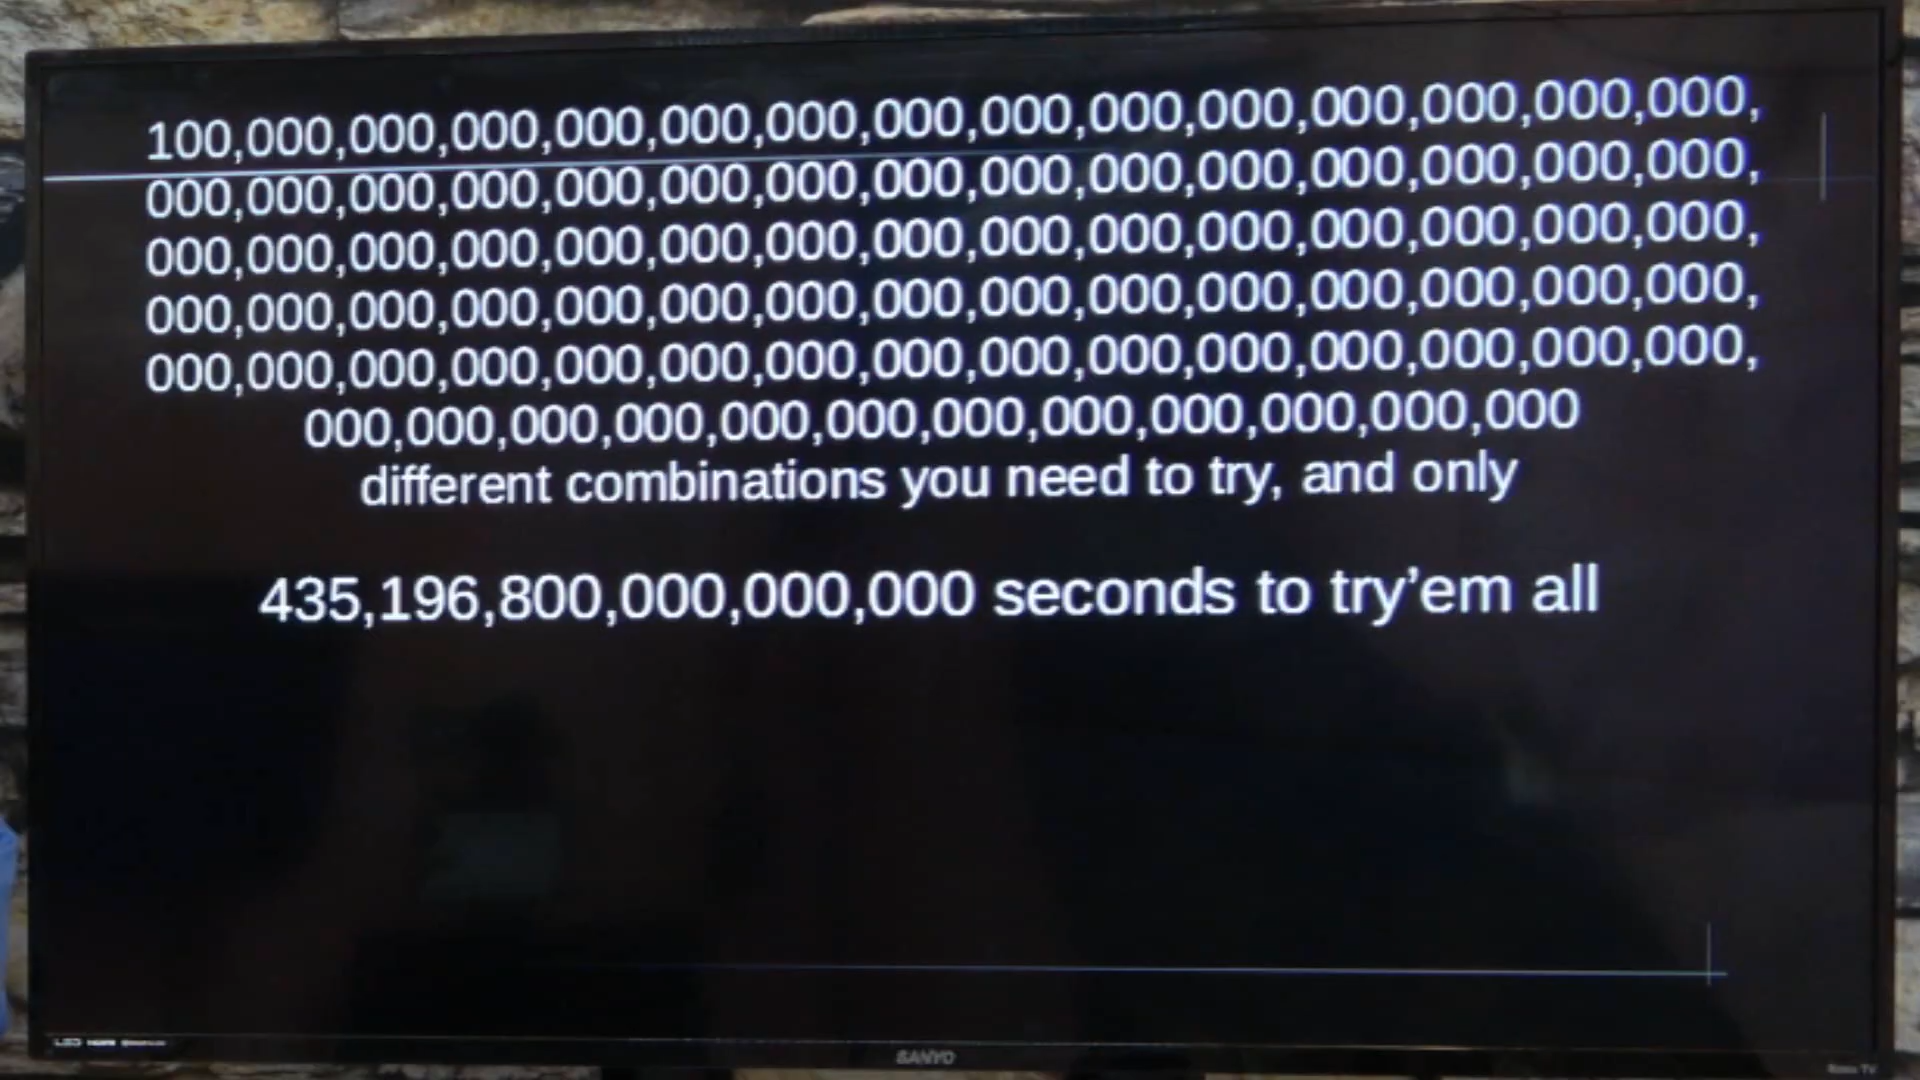 100,000,000,000,000,000,000,000,000,000,000,000,000,000,000,
000,000,000,000,000,000,000,000,000,000,000,000,000,000,000,
000,000,000,000,000,000,000,000,000,000,000,000,000,000,000,
000,000,000,000,000,000,000,000,000,000,000,000,000,000,000,
000,000,000,000,000,000,000,000,000,000,000,000,000,000,000,
000,000,000,000,000,000,000,000,000,000,000,000
different combinations you need to try, and only
435,196,800,000,000,000 seconds to try’em all
SANYO
Roku TV